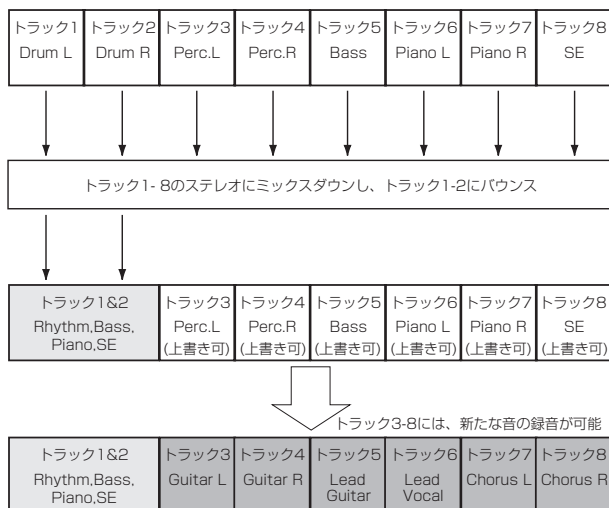 トラック1 トラック2 トラック3 トラック4 トラック5 トラック6 トラック7 トラック8
Drum L Drum R Perc.L Perc.R Bass Piano L Piano R SE
トラック1- 8のステレオにミックスダウンし、トラック1-2にバウンス
トラック1&2 トラック3 トラック4 トラック5 トラック6 トラック7 トラック8
Rhythm,Bass, Perc.L Perc.R Bass Piano L Piano R SE
Piano,SE (上書き可) (上書き可) (上書き可) (上書き可) (上書き可) (上書き可)
トラック3-8には、新たな音の録音が可能
トラック1&2 トラック3 トラック4 トラック5 トラック6 トラック7 トラック8
Rhythm,Bass, Guitar L Guitar R Lead Lead Chorus L Chorus R
Piano,SE Guitar Vocal